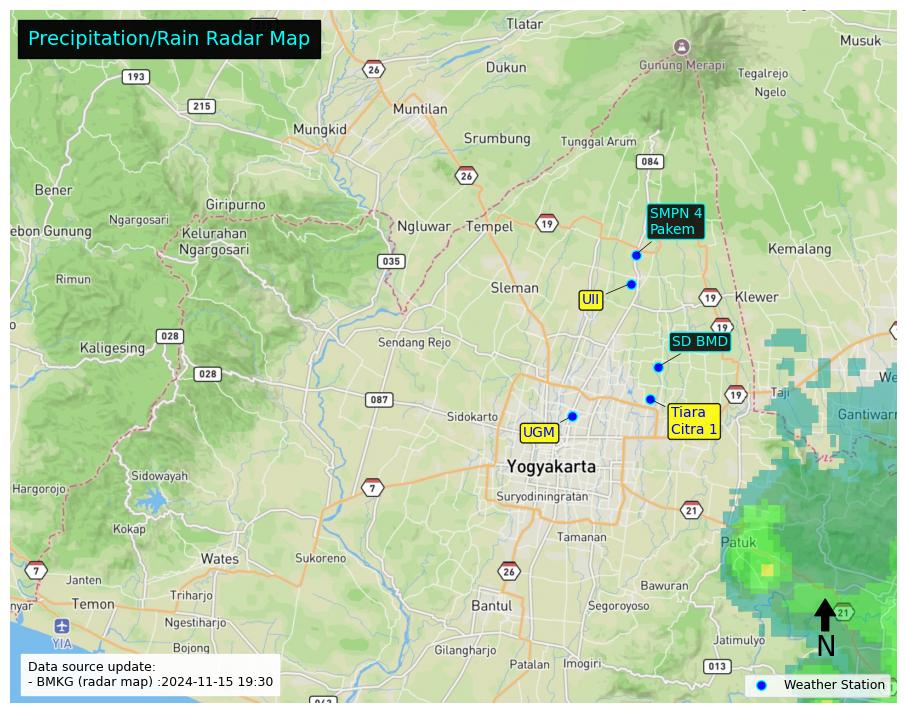 Precipitation/Rain Radar Map
Tlatar
Musuk
Gunung Merapi
26
Dukun
193
Tegalrejo
Ngelo
215
Muntilan
Mungkid
Srumbung
Tunggal Arum
084
26
Bener
Giripurno
Ngargosari
SMPN 4
Pakem
ebon Gunung
Kelurahan
Ngargosari
Ngluwar
Tempel
19
Kemalang
035
Rimun
Sleman
UII
19
Klewer
19
028
Kaligesing
Sendang Rejo
SD BMD
028
We
087
19
Taji
Sidokarto
Tiara
Citra 1
Gantiwarn
UGM
Yogyakarta
Sidowayah
Hargorojo
7
Suryodiningratan
21
Kokap
Tamanan
Patuk
Wates
Sukoreno
7
26
Janten
Bawuran
nyar
Temon
Triharjo
Bantul
Segoroyoso
21
Ngestiharjo
YIA
Jatimulyo
N
Bojong
Gilangharjo
Patalan
Imogiri
013
Data source update:
- BMKG (radar map) :2024-11-15 19:30
Weather Station